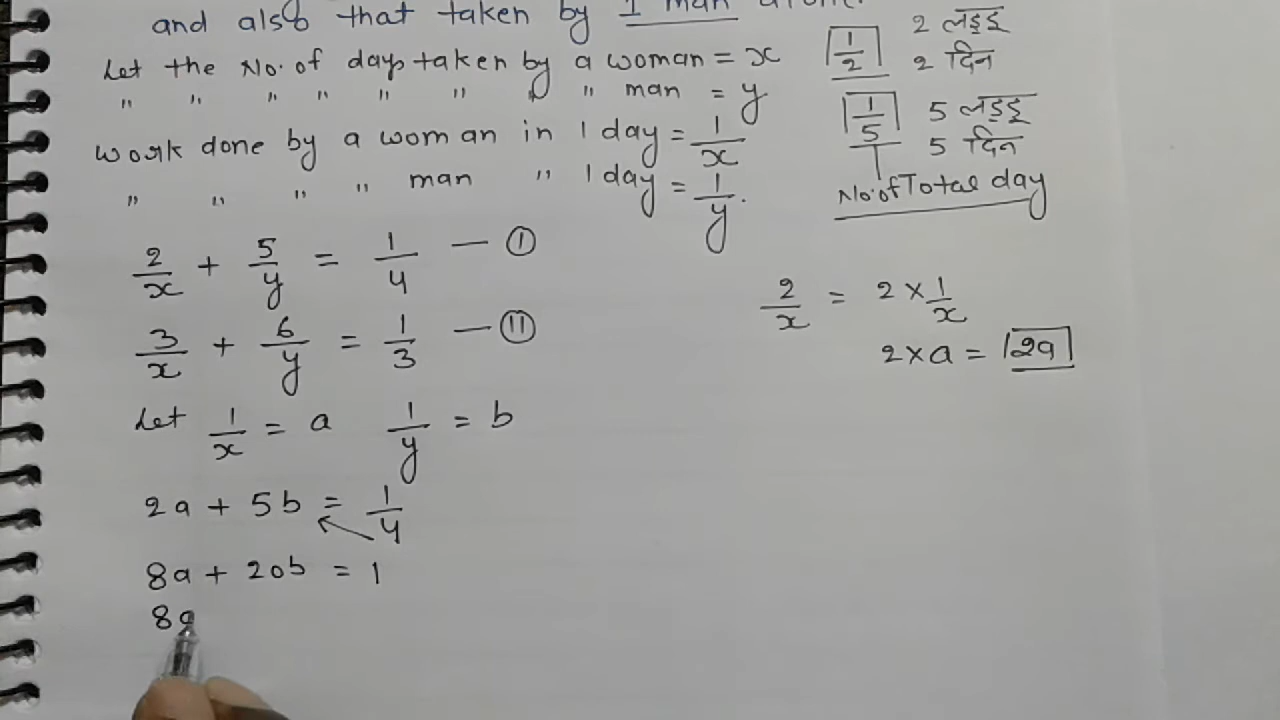 and also that taken by 1 man alone.
Let the No. of days taken by a woman = x
" " " " " " " " man = y
Work done by a woman in 1 day = 1/x
" " " " man " 1 day = 1/y.
1/2 2 लड्डू
2 दिन
1/5 5 लड्डू
5 दिन
No. of Total day
2/x + 5/y = 1/4 — (I)
3/x + 6/y = 1/3 — (II)
Let 1/x = a 1/y = b
2a + 5b = 1/4
8a + 20b = 1
8a
2/x = 2 × 1/x
2 × a = 2a